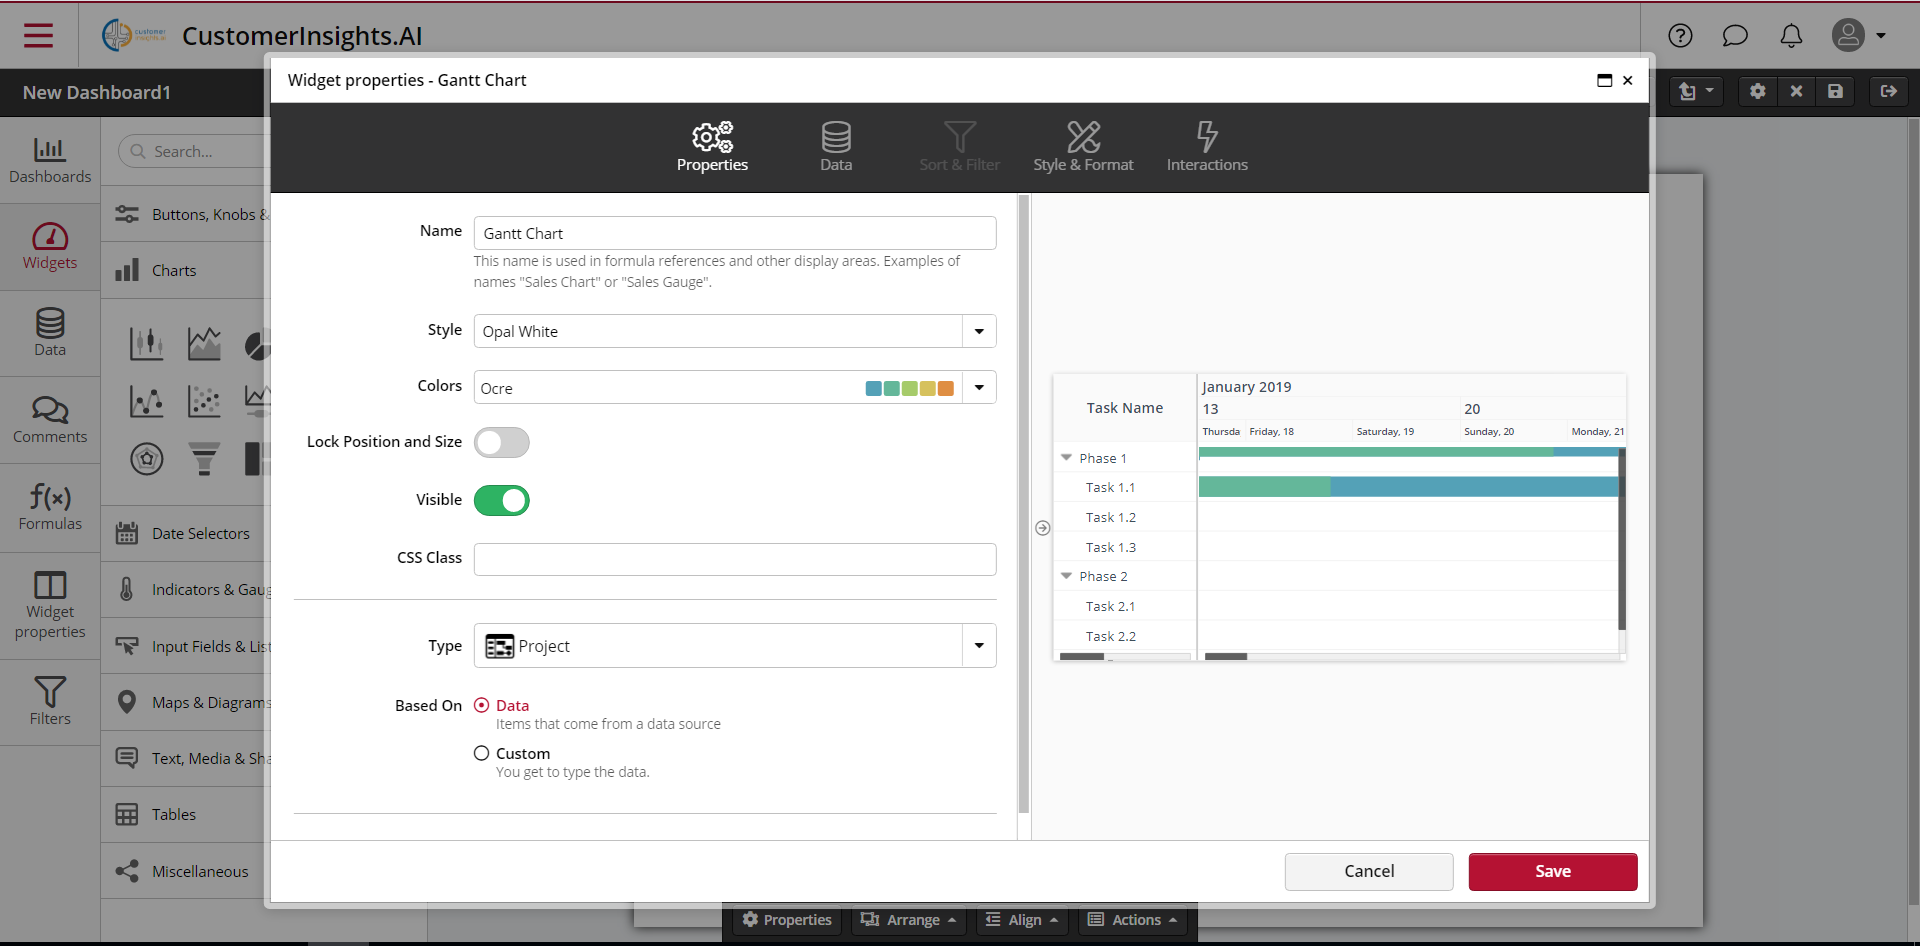 customer
insights.ai
CustomerInsights.AI
New Dashboard1
Widget properties - Gantt Chart
Properties
Data
Sort & Filter
Style & Format
Interactions
Dashboards
Widgets
Data
Comments
f(x)
Formulas
Widget
properties
Filters
Search...
Buttons, Knobs &
Charts
Date Selectors
Indicators & Gau
Input Fields & Lis
Maps & Diagrams
Text, Media & Sh
Tables
Miscellaneous
Name
Gantt Chart
This name is used in formula references and other display areas. Examples of
names "Sales Chart" or "Sales Gauge".
Style
Opal White
Colors
Ocre
Lock Position and Size
Visible
CSS Class
Type
Project
Based On
Data
Items that come from a data source
Custom
You get to type the data.
Task Name
January 2019
13
20
Thursda
Friday, 18
Saturday, 19
Sunday, 20
Monday, 21
Phase 1
Task 1.1
Task 1.2
Task 1.3
Phase 2
Task 2.1
Task 2.2
Cancel
Save
Properties
Arrange
Align
Actions